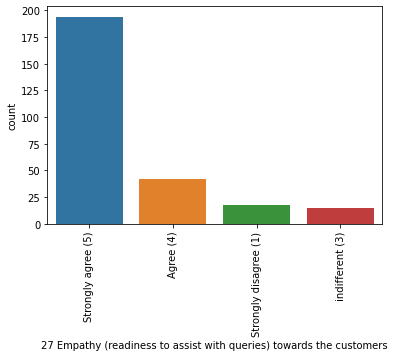 200
175
150
125
100
75
50
25
0
count
Strongly agree (5)
Agree (4)
Strongly disagree (1)
indifferent (3)
27 Empathy (readiness to assist with queries) towards the customers